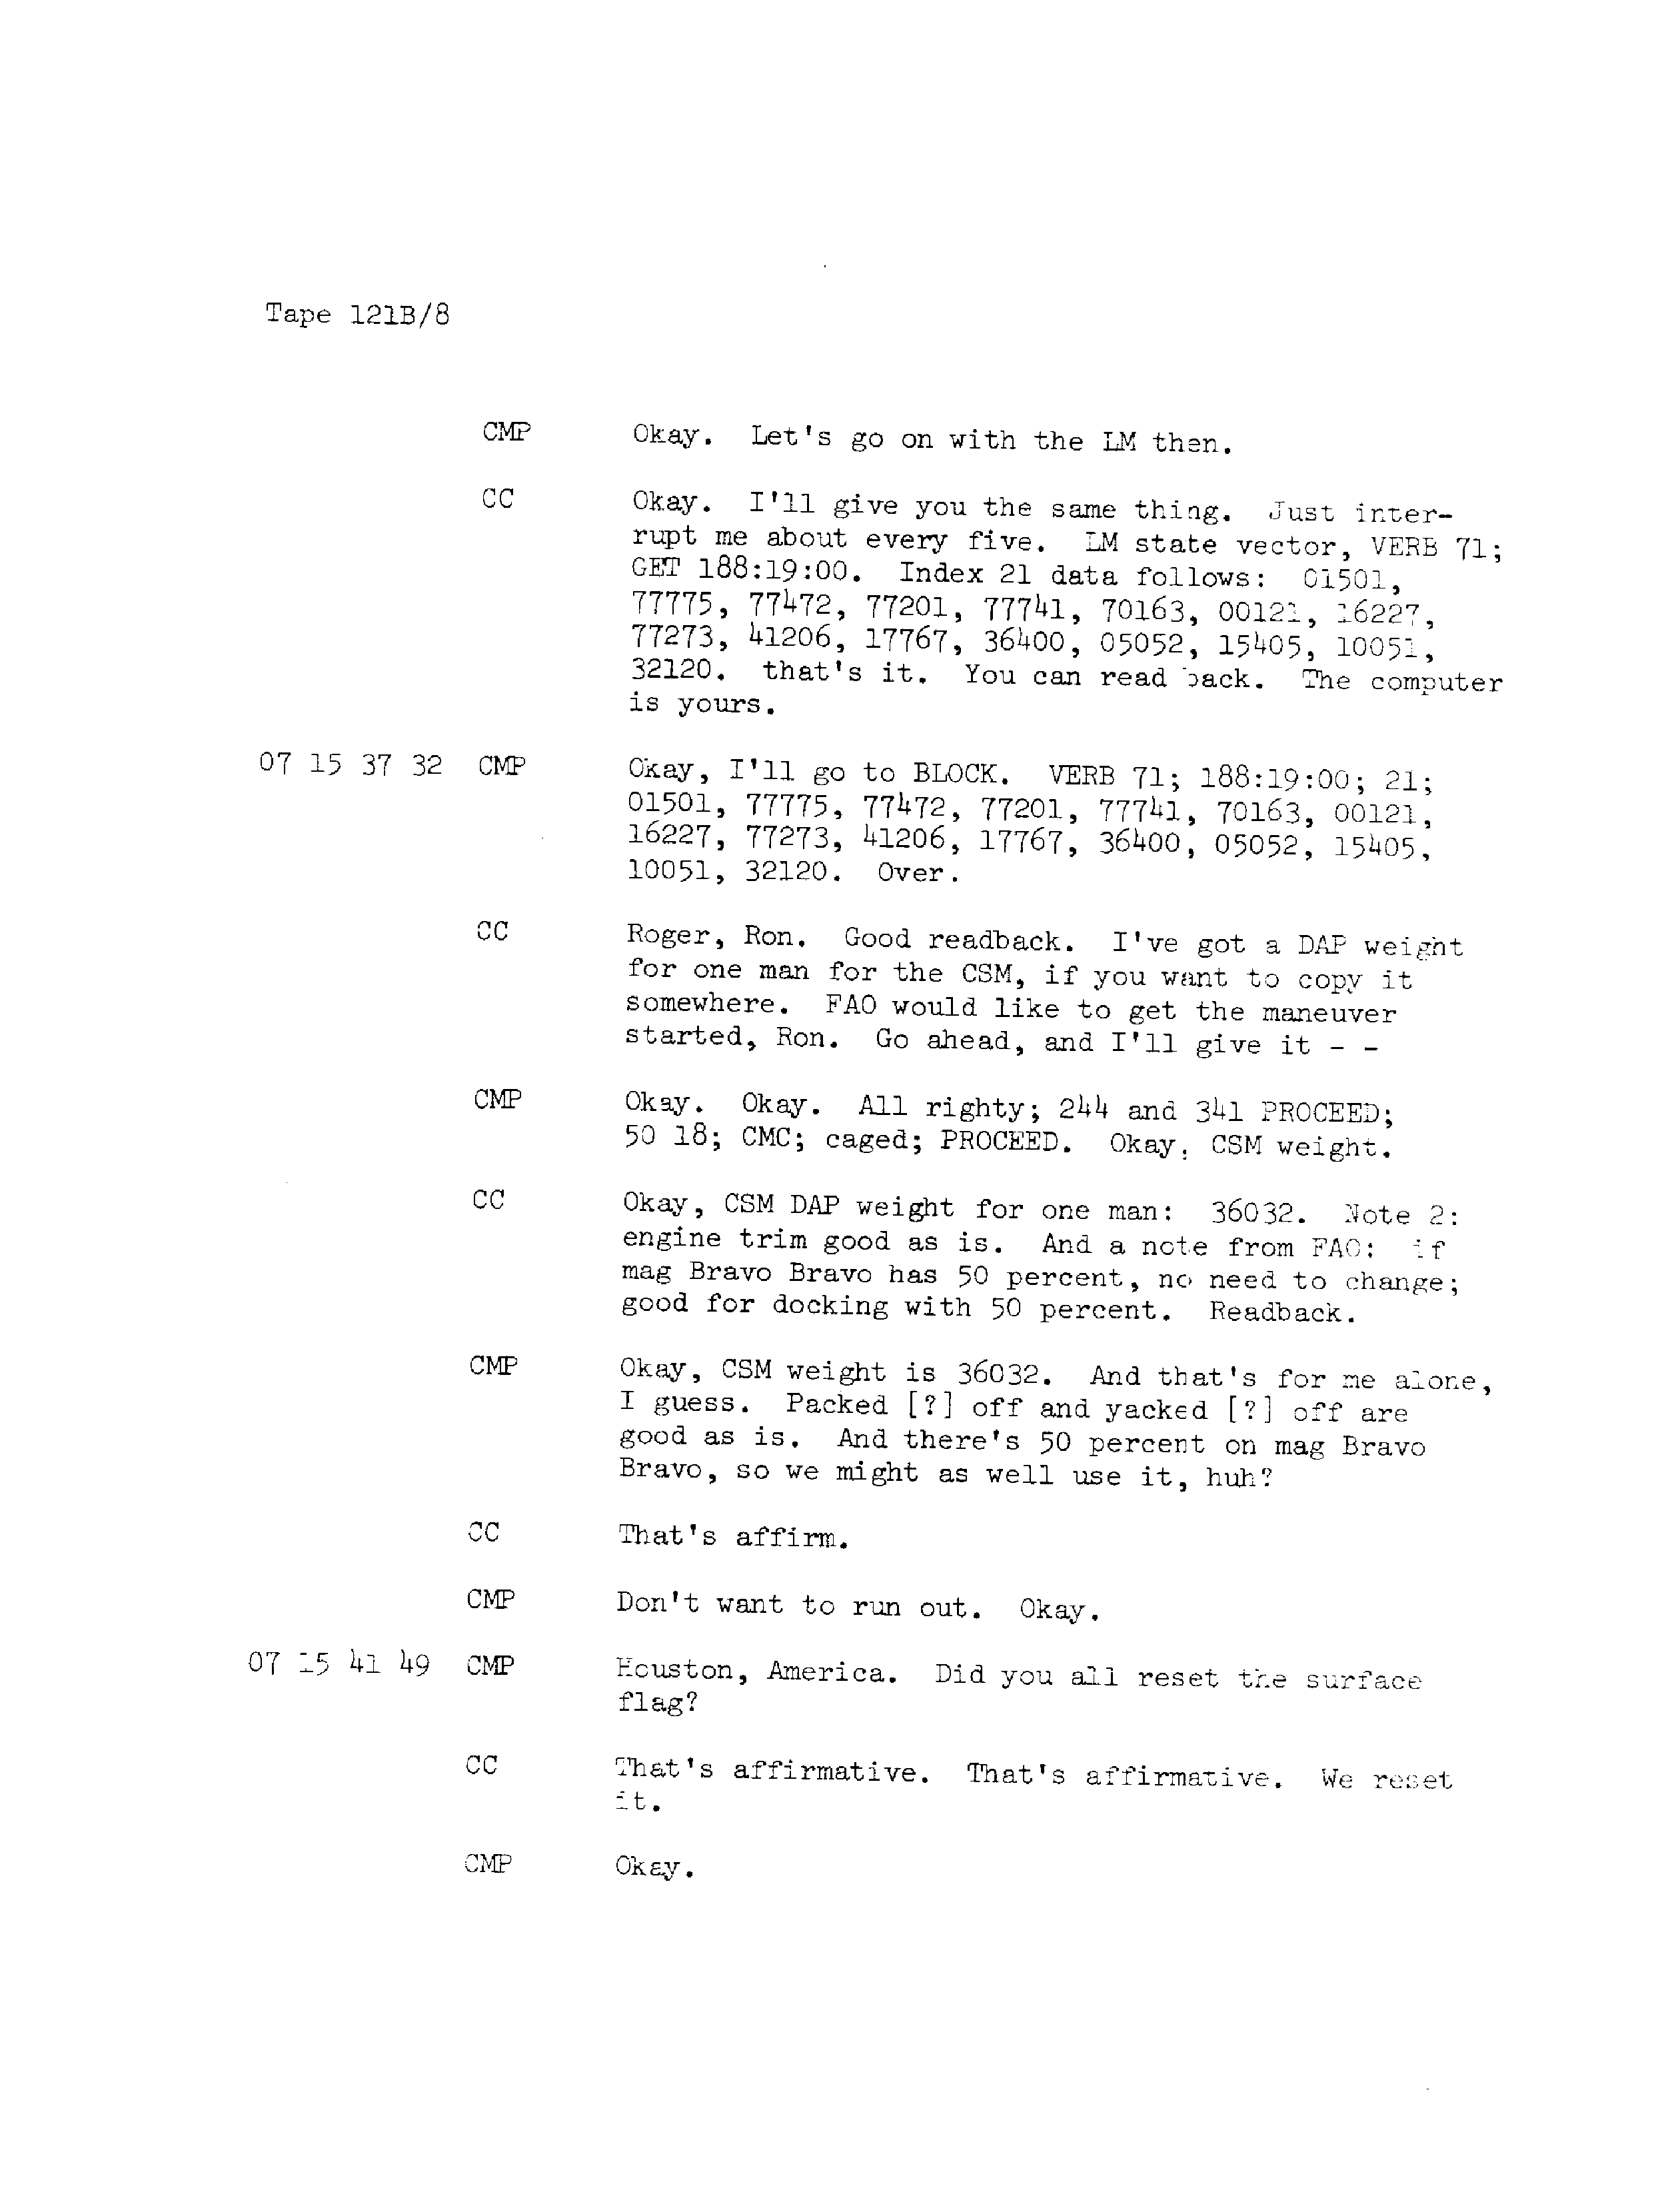 Tape 121B/8
CMP Okay. Let's go on with the LM then.
CC Okay. I'll give you the same thing. Just inter-
rupt me about every five. LM state vector, VERB 71;
GET 188:19:00. Index 21 data follows: 01501,
77775, 77472, 77201, 77741, 70163, 00121, 16227,
77273, 41206, 17767, 36400, 05052, 15405, 10051,
32120. that's it. You can read back. The computer
is yours.
07 15 37 32 CMP Okay, I'll go to BLOCK. VERB 71; 188:19:00; 21;
01501, 77775, 77472, 77201, 77741, 70163, 00121,
16227, 77273, 41206, 17767, 36400, 05052, 15405,
10051, 32120. Over.
CC Roger, Ron. Good readback. I've got a DAP weight
for one man for the CSM, if you want to copy it
somewhere. FAO would like to get the maneuver
started, Ron. Go ahead, and I'll give it - -
CMP Okay. Okay. All righty; 244 and 341 PROCEED;
50 18; CMC; caged; PROCEED. Okay, CSM weight.
CC Okay, CSM DAP weight for one man: 36032. Note 2:
engine trim good as is. And a note from FAO: if
mag Bravo Bravo has 50 percent, no need to change;
good for docking with 50 percent. Readback.
CMP Okay, CSM weight is 36032. And that's for me alone,
I guess. Packed [?] off and yacked [?] off are
good as is. And there's 50 percent on mag Bravo
Bravo, so we might as well use it, huh?
CC That's affirm.
CMP Don't want to run out. Okay.
07 15 41 49 CMP Houston, America. Did you all reset the surface
flag?
CC That's affirmative. That's affirmative. We reset
it.
CMP Okay.